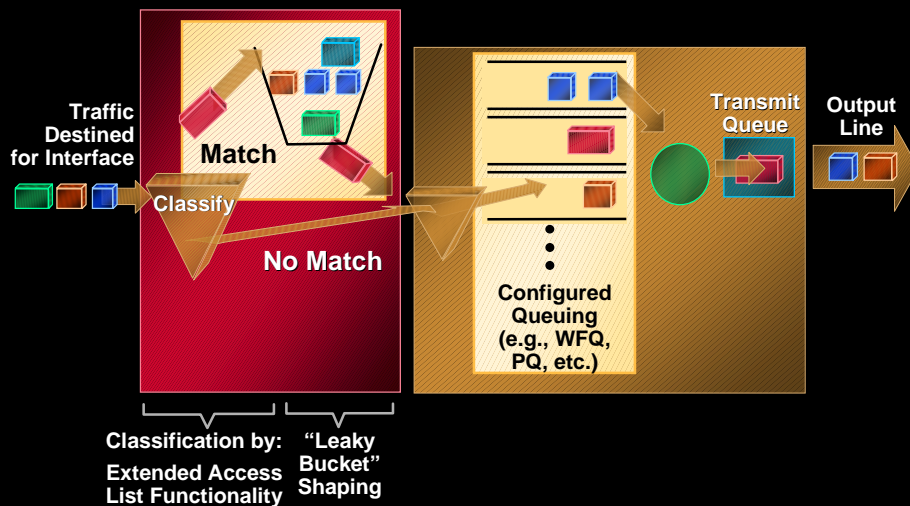 Traffic
Destined
for Interface
Match
Classify
No Match
Configured
Queuing
(e.g., WFQ,
PQ, etc.)
Transmit
Queue
Output
Line
Classification by:
Extended Access
List Functionality
“Leaky
Bucket”
Shaping